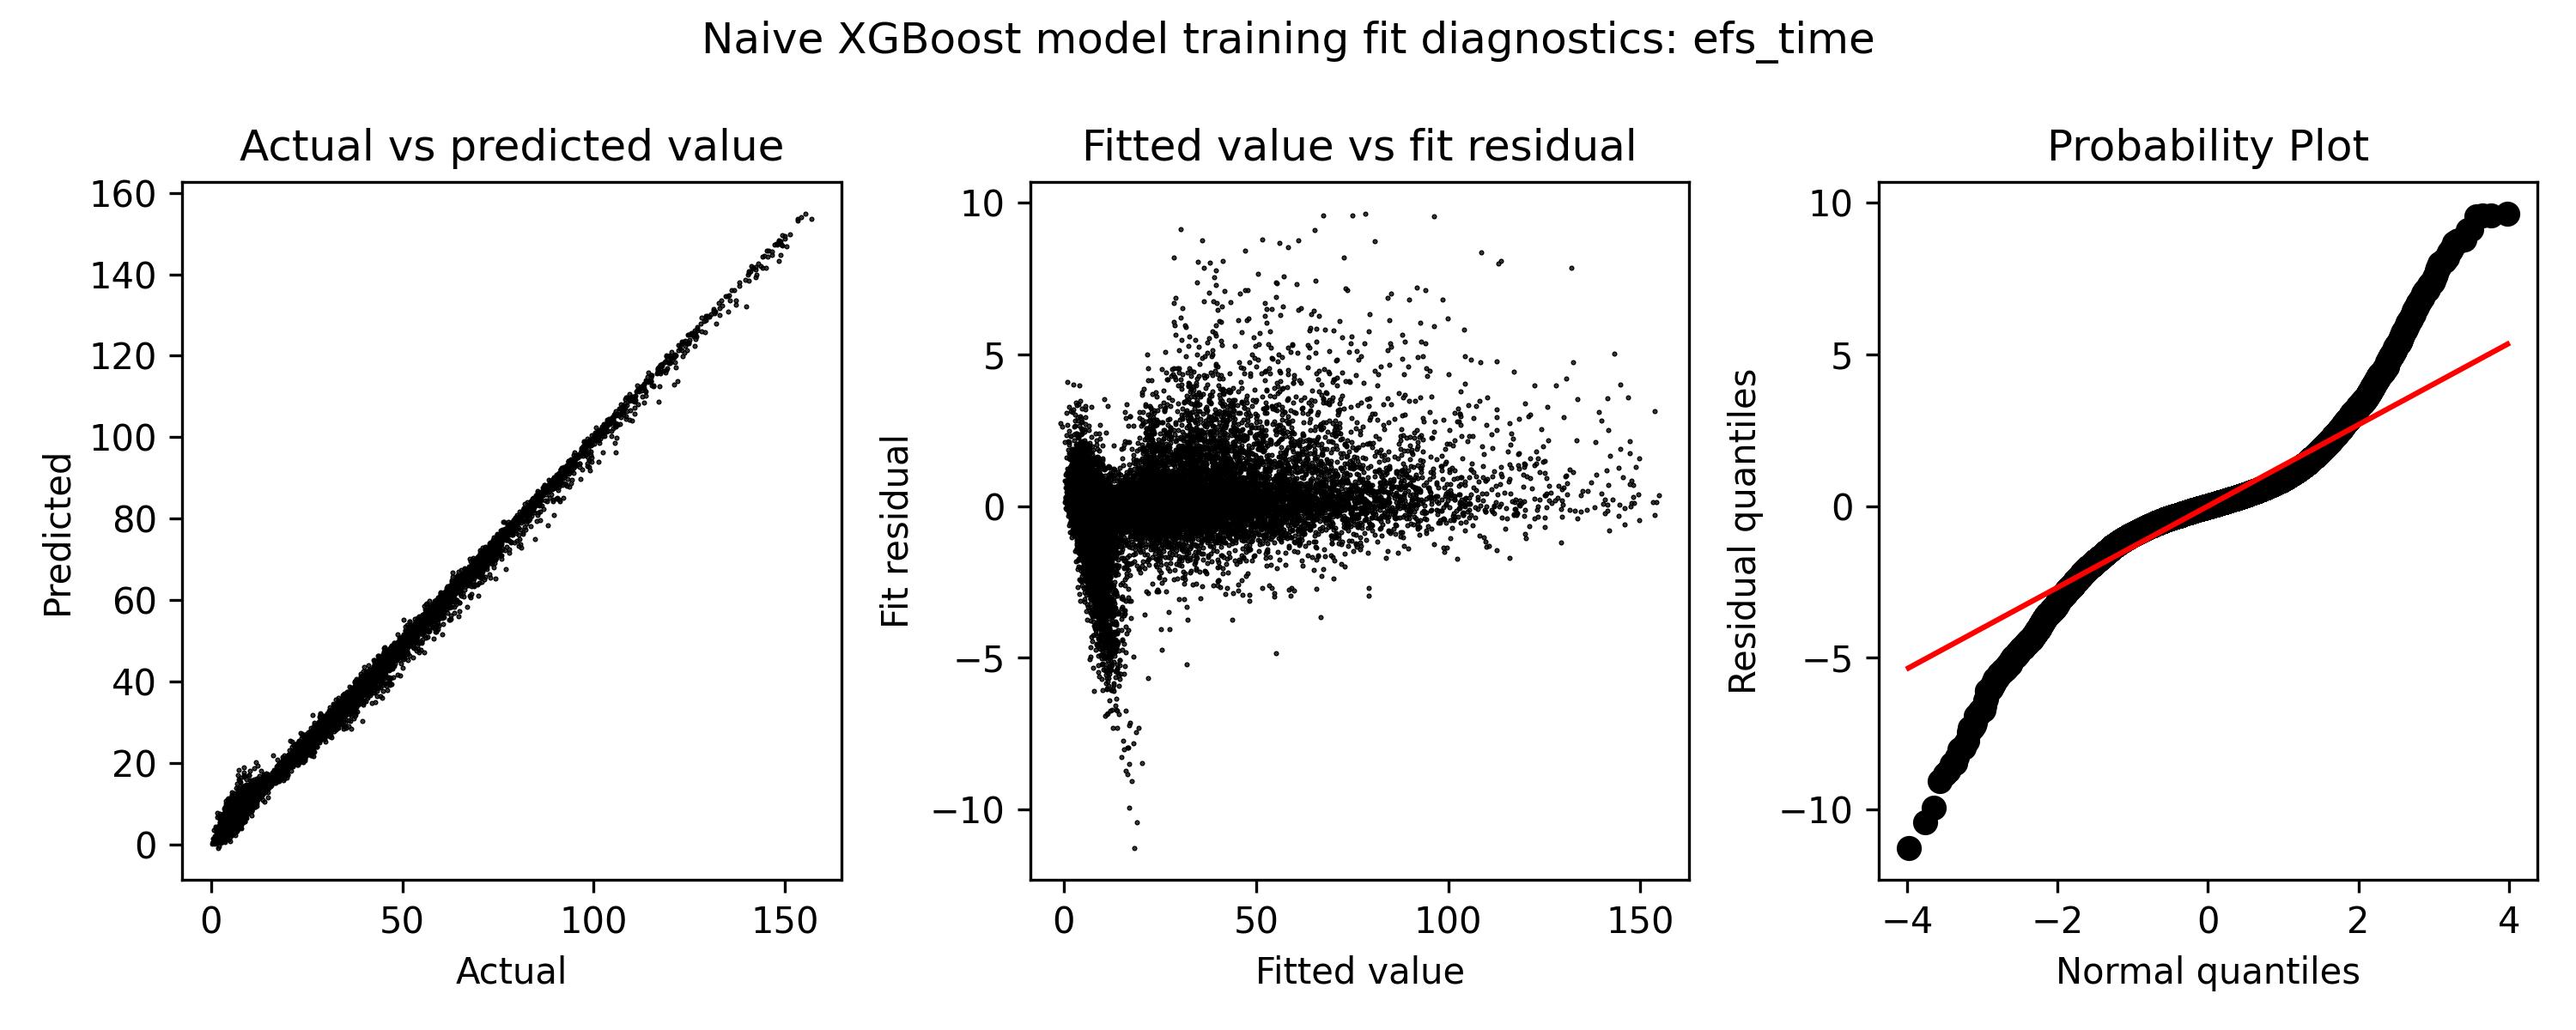 Naive XGBoost model training fit diagnostics: efs_time
Actual vs predicted value
160
140
120
100
80
60
40
20
0
Predicted
0 50 100 150
Actual
Fitted value vs fit residual
10
5
0
−5
−10
Fit residual
0 50 100 150
Fitted value
Probability Plot
10
5
0
−5
−10
Residual quantiles
−4 −2 0 2 4
Normal quantiles